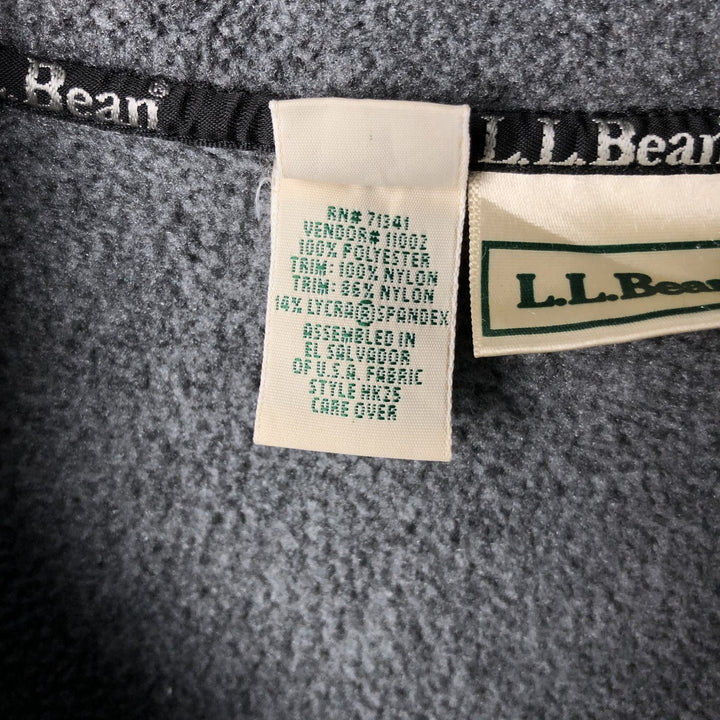 .Bean®
L.L.Bean
RN# 71341
VENDOR# 11002
100% POLYESTER
TRIM: 100% NYLON
TRIM: 86% NYLON
14% LYCRA®SPANDEX
ASSEMBLED IN
EL SALVADOR
OF U.S.A. FABRIC
STYLE HK25
CARE OVER
L.L.Bean